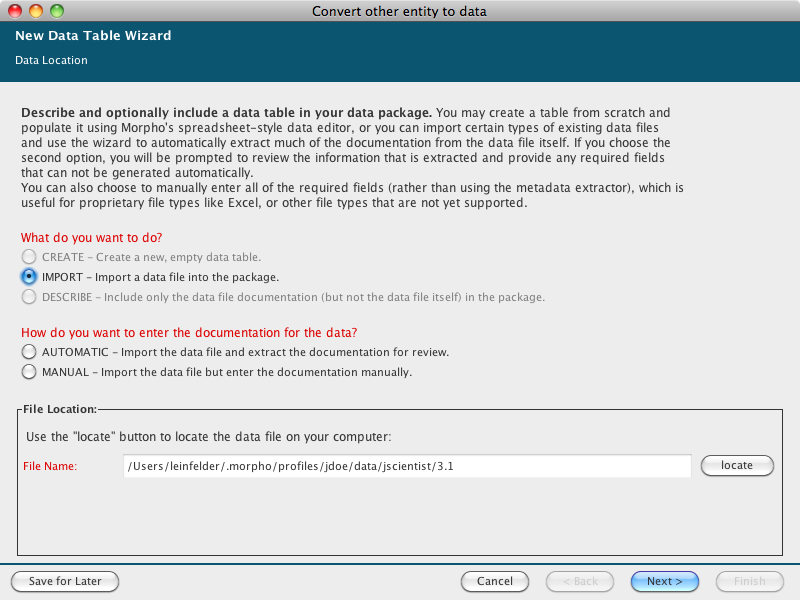 Convert other entity to data
New Data Table Wizard
Data Location
Describe and optionally include a data table in your data package. You may create a table from scratch and
populate it using Morpho's spreadsheet-style data editor, or you can import certain types of existing data files
and use the wizard to automatically extract much of the documentation from the data file itself. If you choose the
second option, you will be prompted to review the information that is extracted and provide any required fields
that can not be generated automatically.
You can also choose to manually enter all of the required fields (rather than using the metadata extractor), which is
useful for proprietary file types like Excel, or other file types that are not yet supported.
What do you want to do?
CREATE - Create a new, empty data table.
IMPORT - Import a data file into the package.
DESCRIBE - Include only the data file documentation (but not the data file itself) in the package.
How do you want to enter the documentation for the data?
AUTOMATIC - Import the data file and extract the documentation for review.
MANUAL - Import the data file but enter the documentation manually.
File Location:
Use the "locate" button to locate the data file on your computer:
File Name: /Users/leinfelder/.morpho/profiles/jdoe/data/jscientist/3.1 locate
Save for Later Cancel < Back Next > Finish